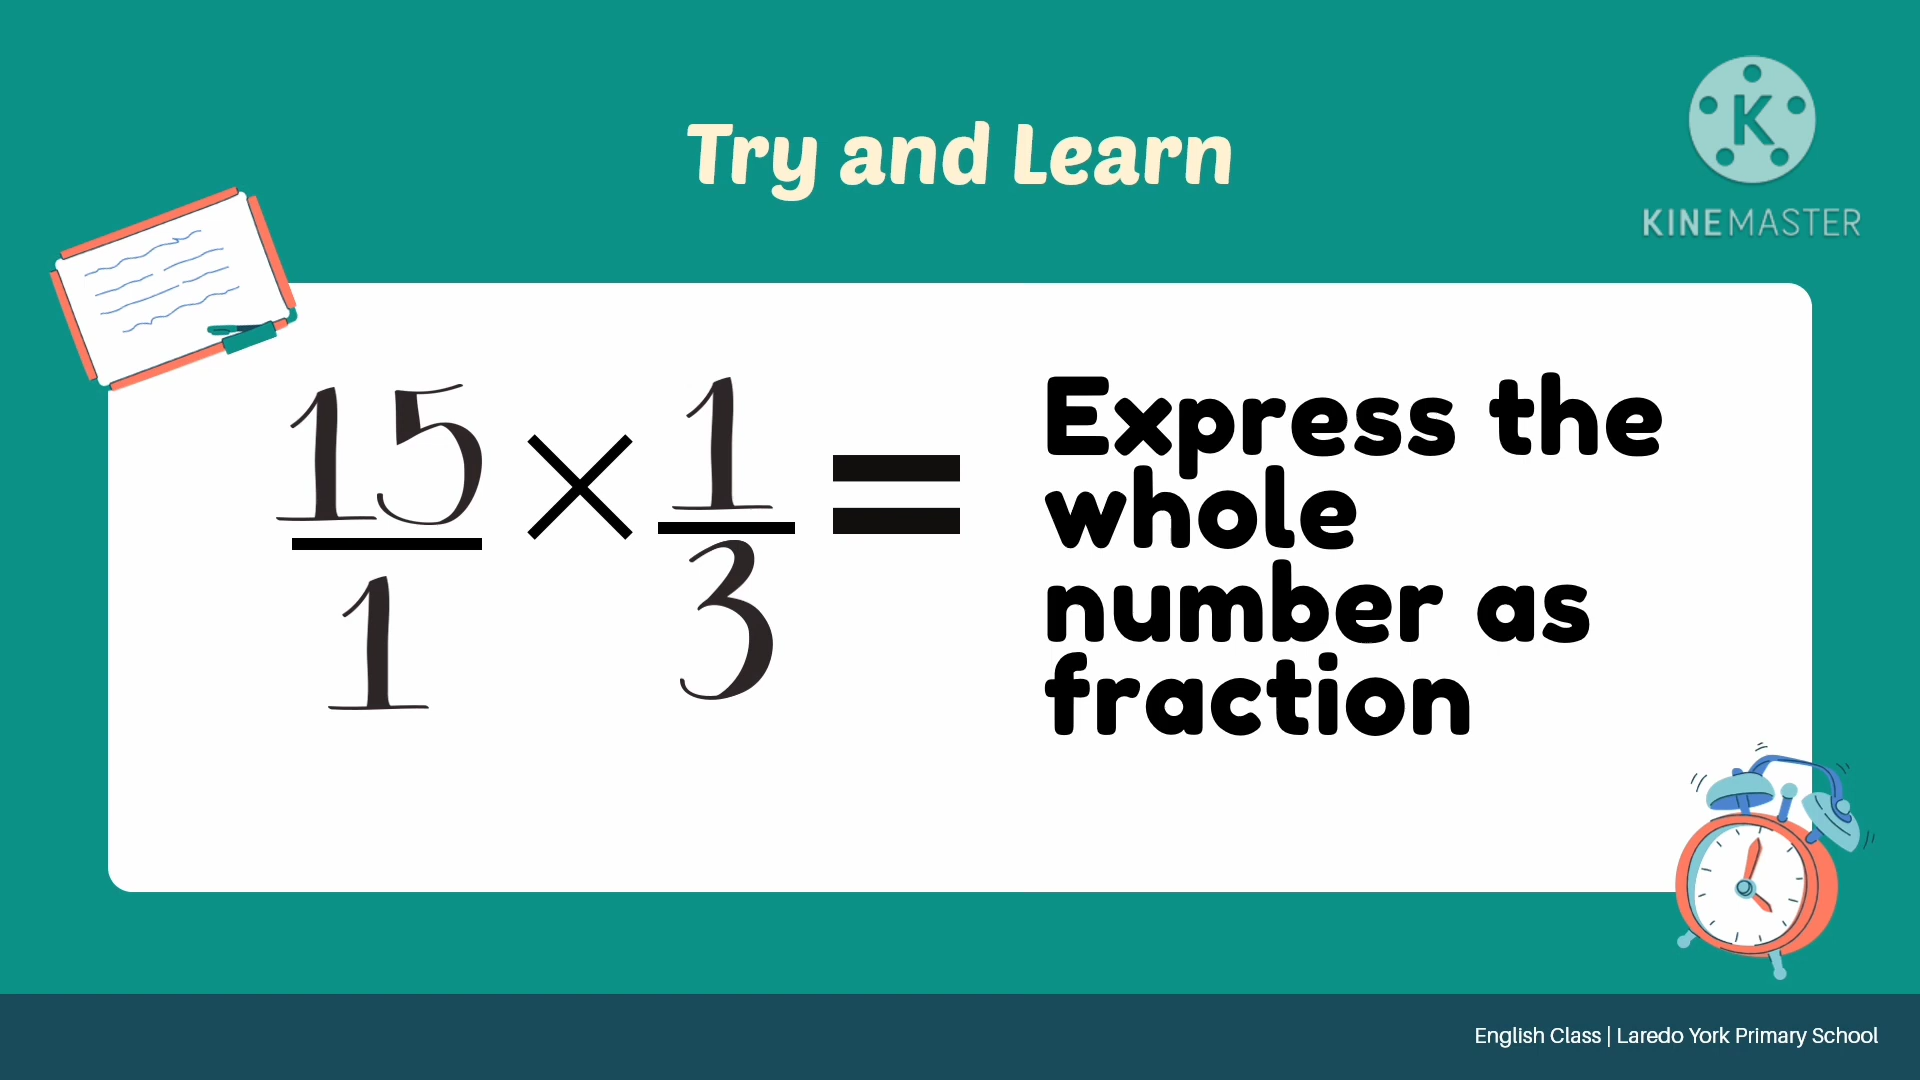 Try and Learn
K
KINEMASTER
15/1 × 1/3 =
Express the
whole
number as
fraction
English Class | Laredo York Primary School